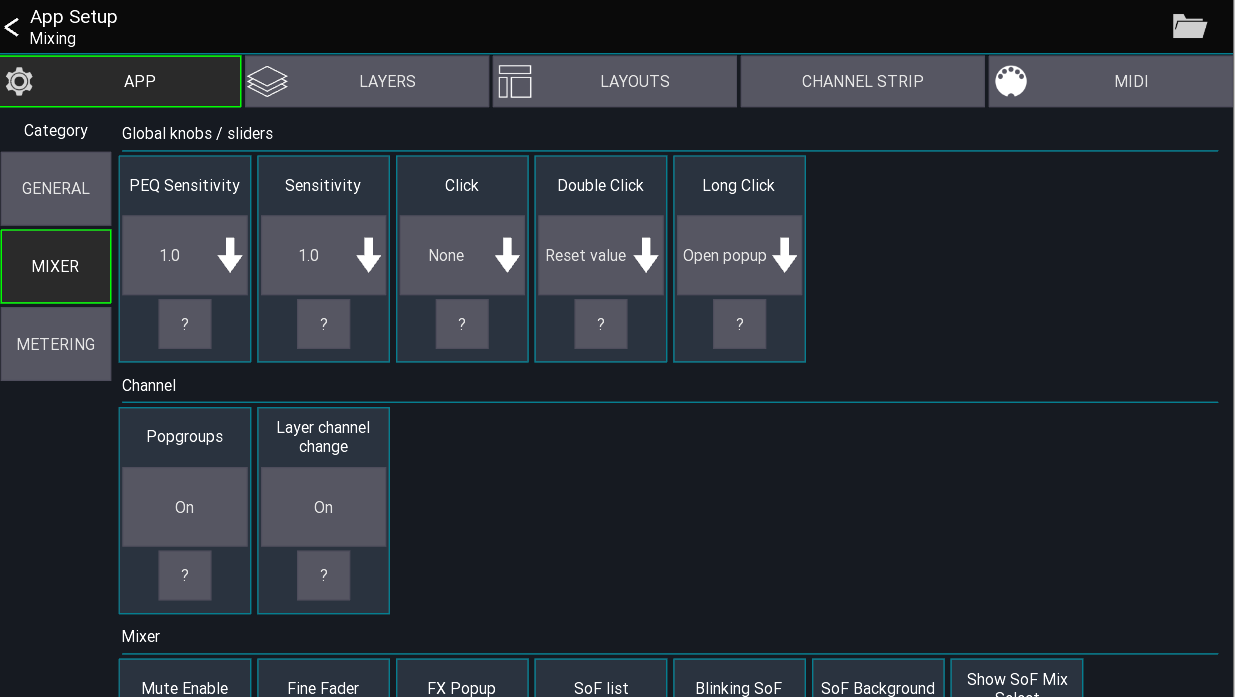 App Setup
Mixing
APP
LAYERS
LAYOUTS
CHANNEL STRIP
MIDI
Category
GENERAL
MIXER
METERING
Global knobs / sliders
PEQ Sensitivity
Sensitivity
Click
Double Click
Long Click
1.0
1.0
None
Reset value
Open popup
?
?
?
?
?
Channel
Popgroups
Layer channel
change
On
On
?
?
Mixer
Mute Enable
Fine Fader
FX Popup
SoF list
Blinking SoF
SoF Background
Show SoF Mix
Select